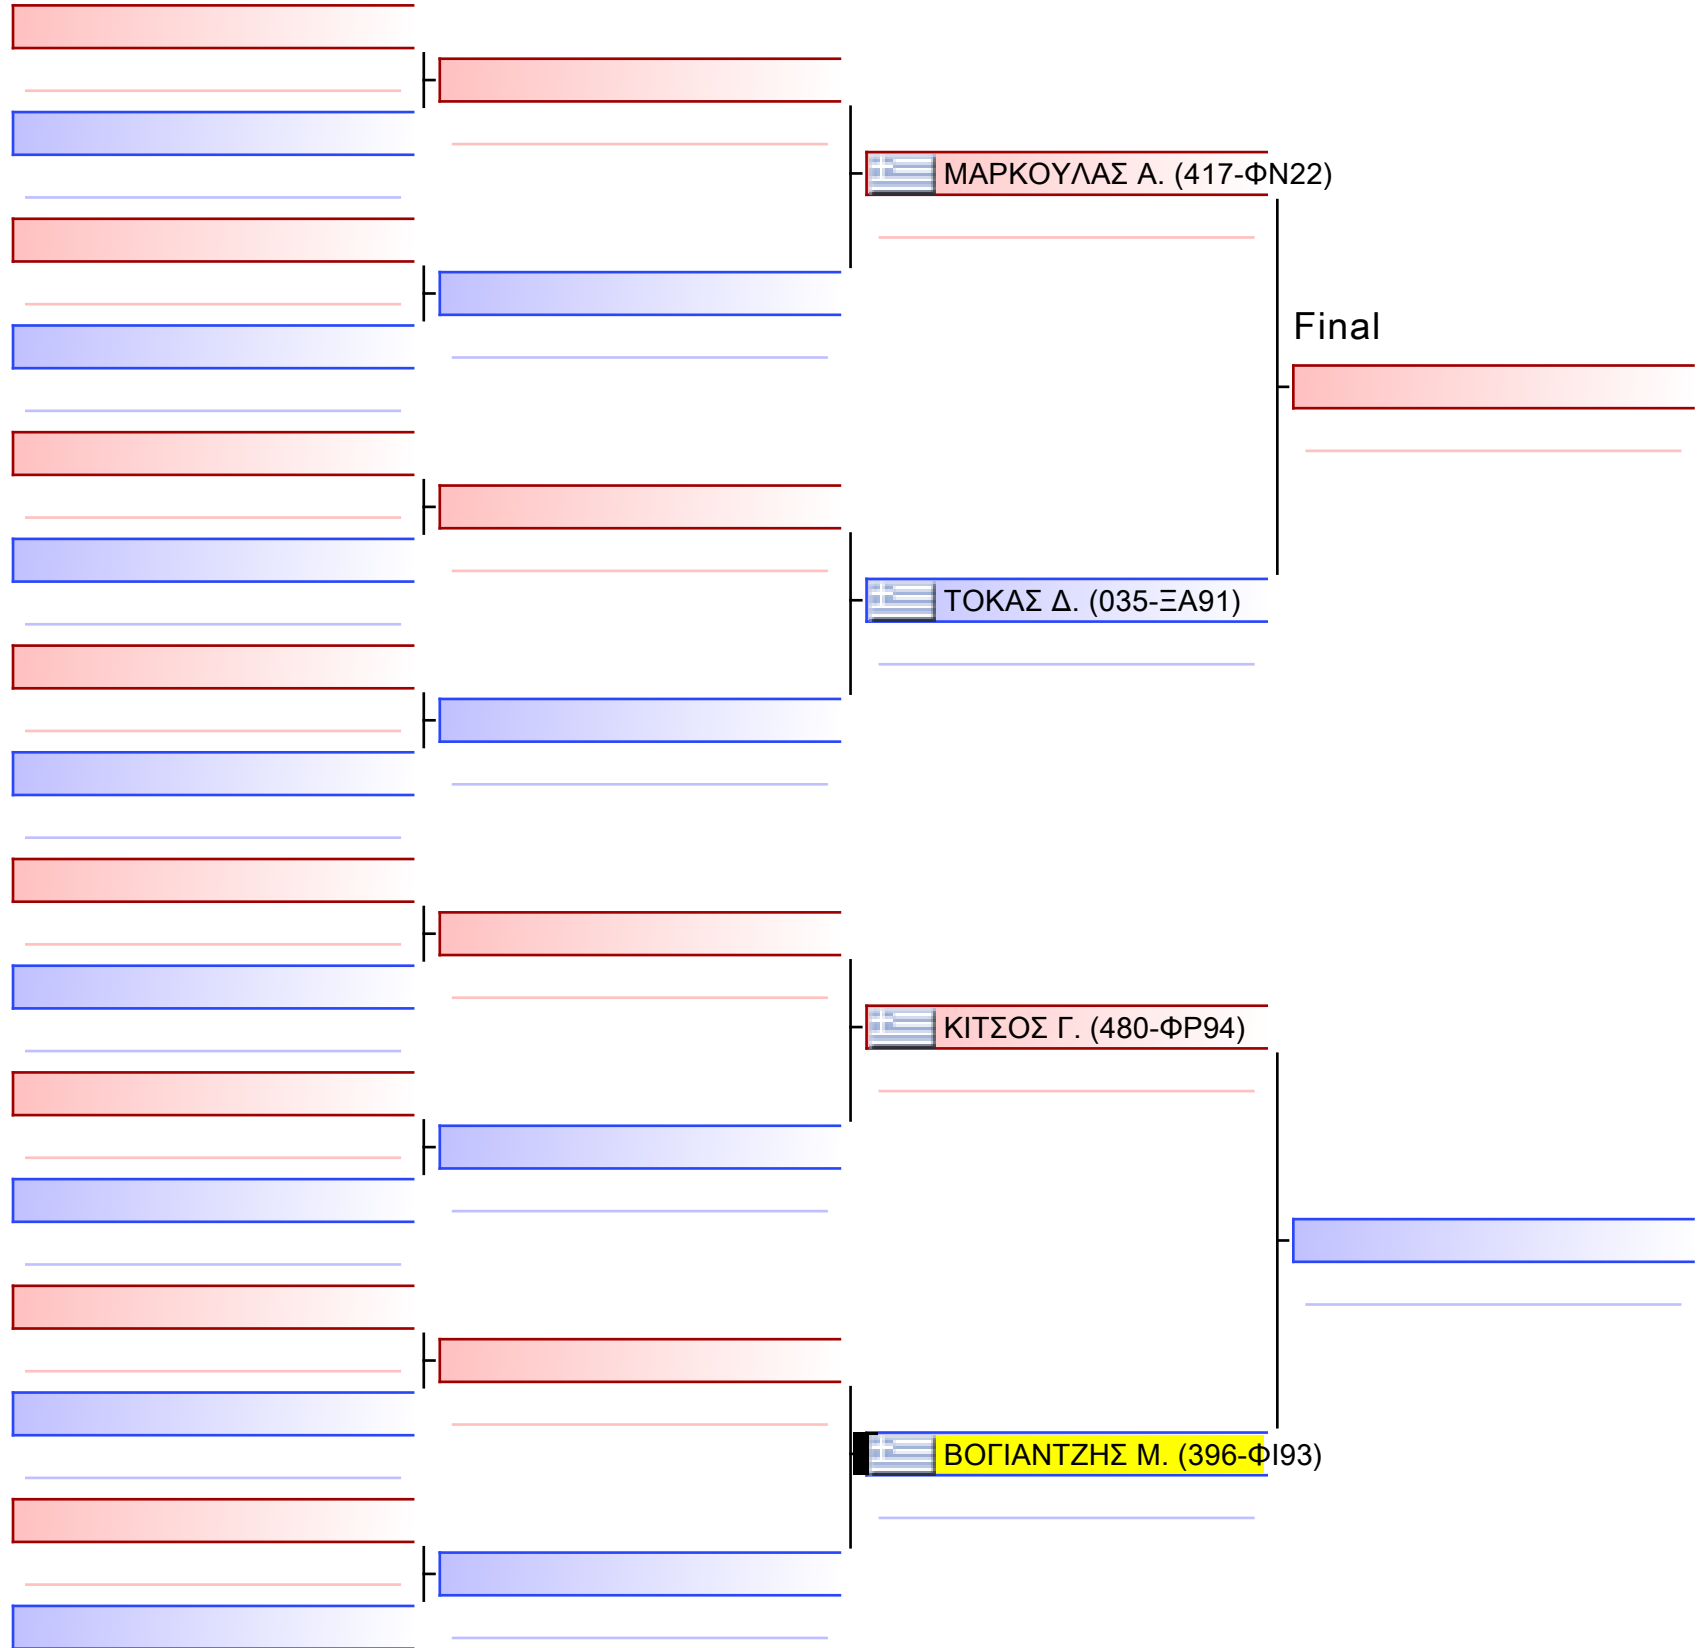 ΜΑΡΚΟΥΛΑΣ Α. (417-ΦΝ22)
Final
ΤΟΚΑΣ Δ. (035-ΞΑ91)
ΚΙΤΣΟΣ Γ. (480-ΦΡ94)
ΒΟΓΙΑΝΤΖΗΣ Μ. (396-ΦΙ93)